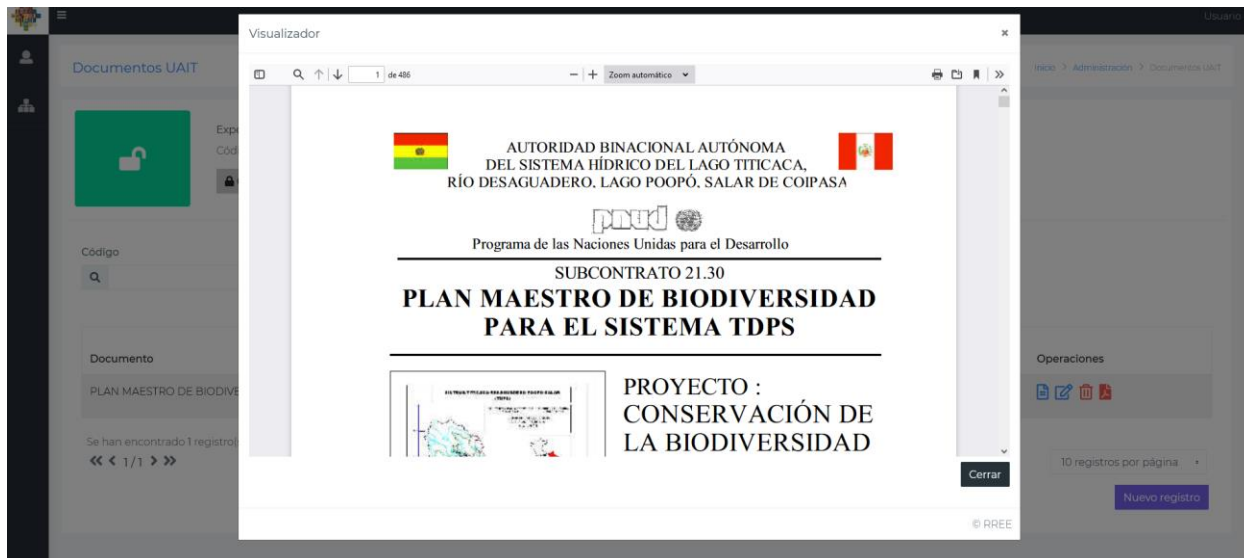 Usuario
Visualizador
×
Documentos UAIT
Inicio > Administración > Documentos UAIT
1 de 486
Zoom automático
Expe
Códi
AUTORIDAD BINACIONAL AUTÓNOMA
DEL SISTEMA HÍDRICO DEL LAGO TITICACA,
RÍO DESAGUADERO, LAGO POOPÓ, SALAR DE COIPASA
pnud
Programa de las Naciones Unidas para el Desarrollo
SUBCONTRATO 21.30
PLAN MAESTRO DE BIODIVERSIDAD
PARA EL SISTEMA TDPS
Código
Documento
Operaciones
PLAN MAESTRO DE BIODIVE
PROYECTO :
CONSERVACIÓN DE
LA BIODIVERSIDAD
Se han encontrado 1 registro(
1/1
10 registros por página
Cerrar
Nuevo registro
© RREE